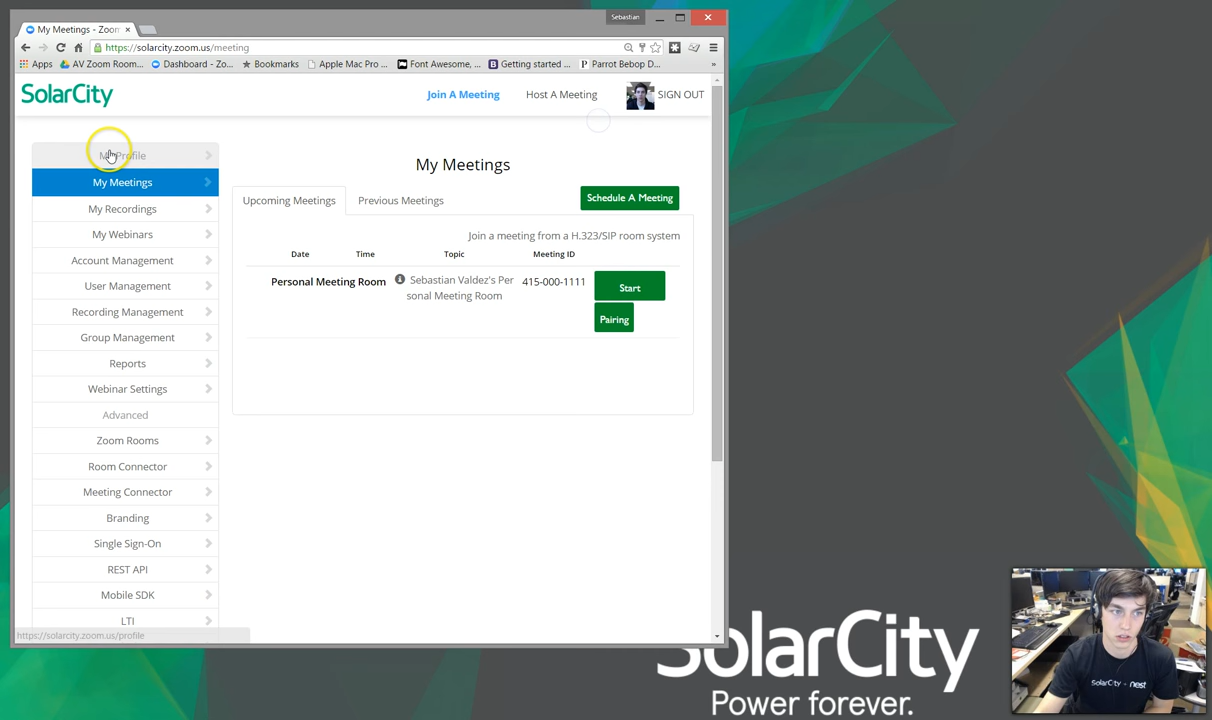 Sebastian
My Meetings - Zoom
https://solarcity.zoom.us/meeting
Apps
AV Zoom Room...
Dashboard - Zo...
Bookmarks
Apple Mac Pro ...
Font Awesome, ...
Getting started ...
Parrot Bebop D...
»
SolarCity
Join A Meeting
Host A Meeting
SIGN OUT
My Profile
My Meetings
My Recordings
My Webinars
Account Management
User Management
Recording Management
Group Management
Reports
Webinar Settings
Advanced
Zoom Rooms
Room Connector
Meeting Connector
Branding
Single Sign-On
REST API
Mobile SDK
LTI
My Meetings
Upcoming Meetings
Previous Meetings
Schedule A Meeting
Join a meeting from a H.323/SIP room system
Date Time Topic Meeting ID
Personal Meeting Room
Sebastian Valdez's Per
sonal Meeting Room
415-000-1111
Start
Pairing
https://solarcity.zoom.us/profile
SolarCity
Power forever.
SolarCity + nest